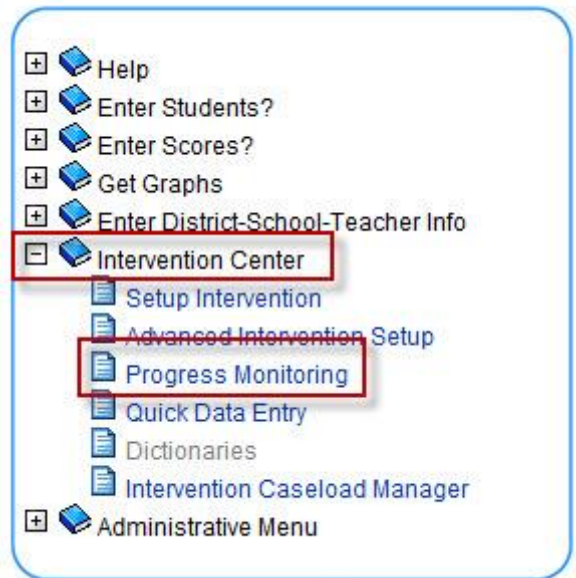 Help
Enter Students?
Enter Scores?
Get Graphs
Enter District-School-Teacher Info
Intervention Center
Setup Intervention
Advanced Intervention Setup
Progress Monitoring
Quick Data Entry
Dictionaries
Intervention Caseload Manager
Administrative Menu